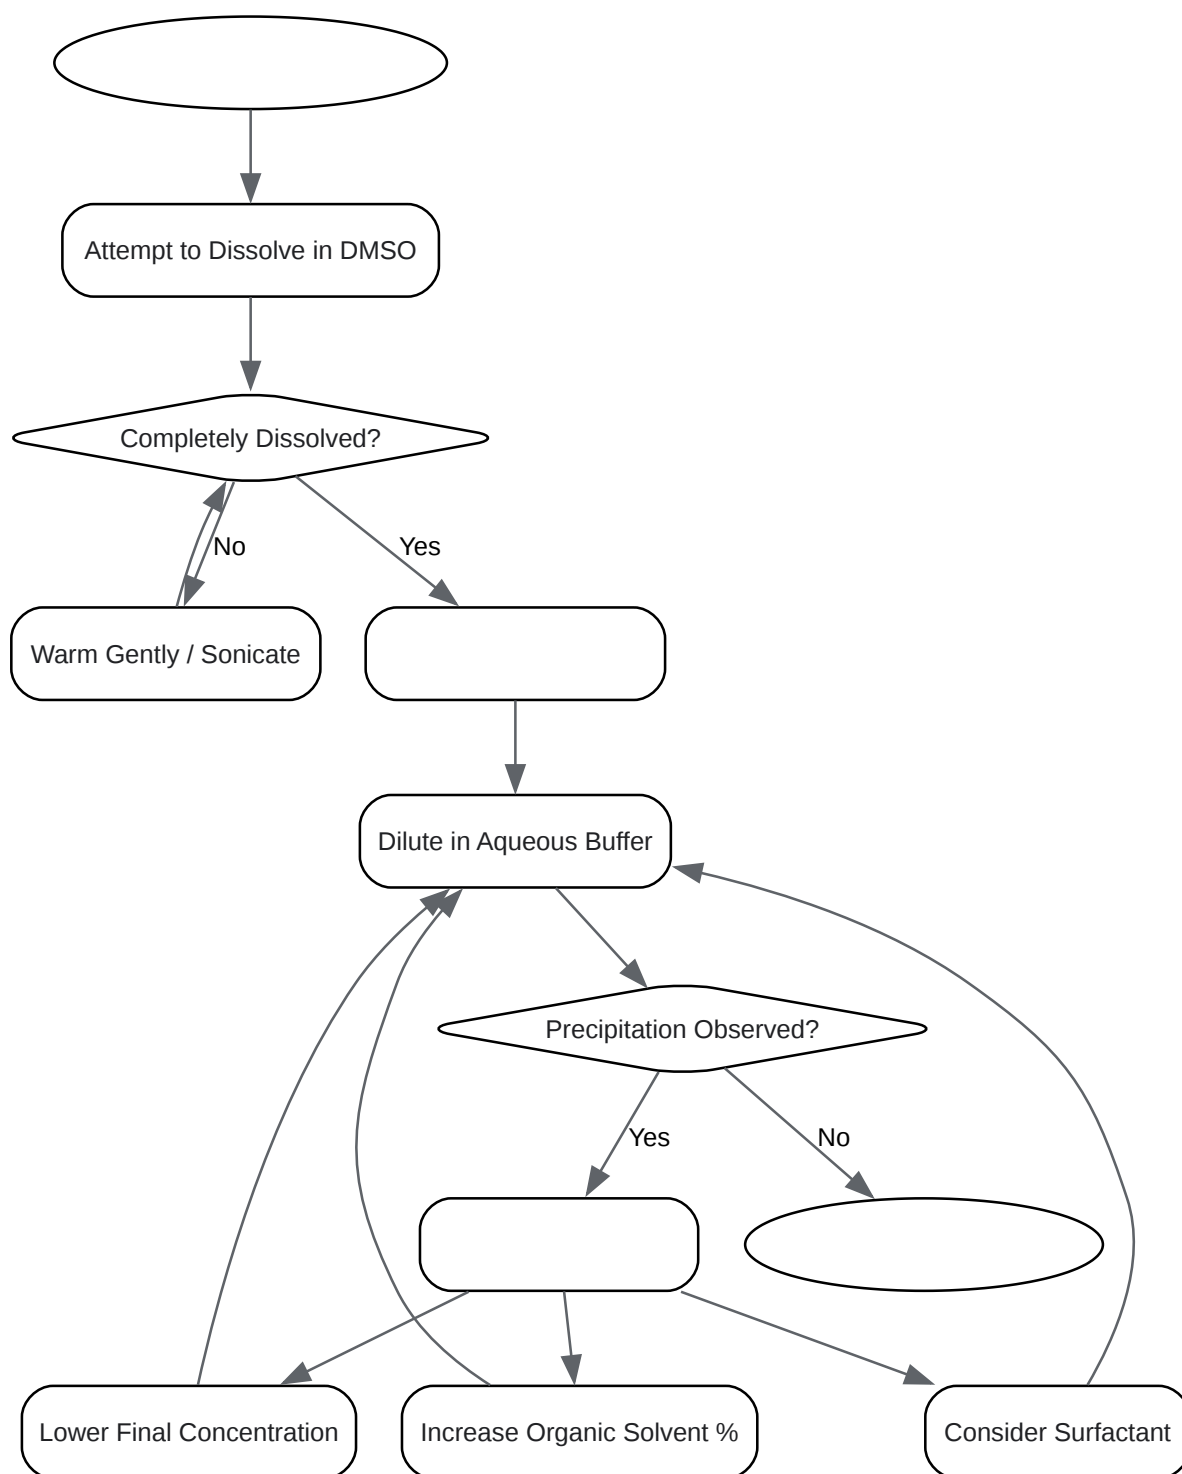 Attempt to Dissolve in DMSO
Completely Dissolved?
No
Yes
Warm Gently / Sonicate
Dilute in Aqueous Buffer
Precipitation Observed?
Yes
No
Lower Final Concentration
Increase Organic Solvent %
Consider Surfactant